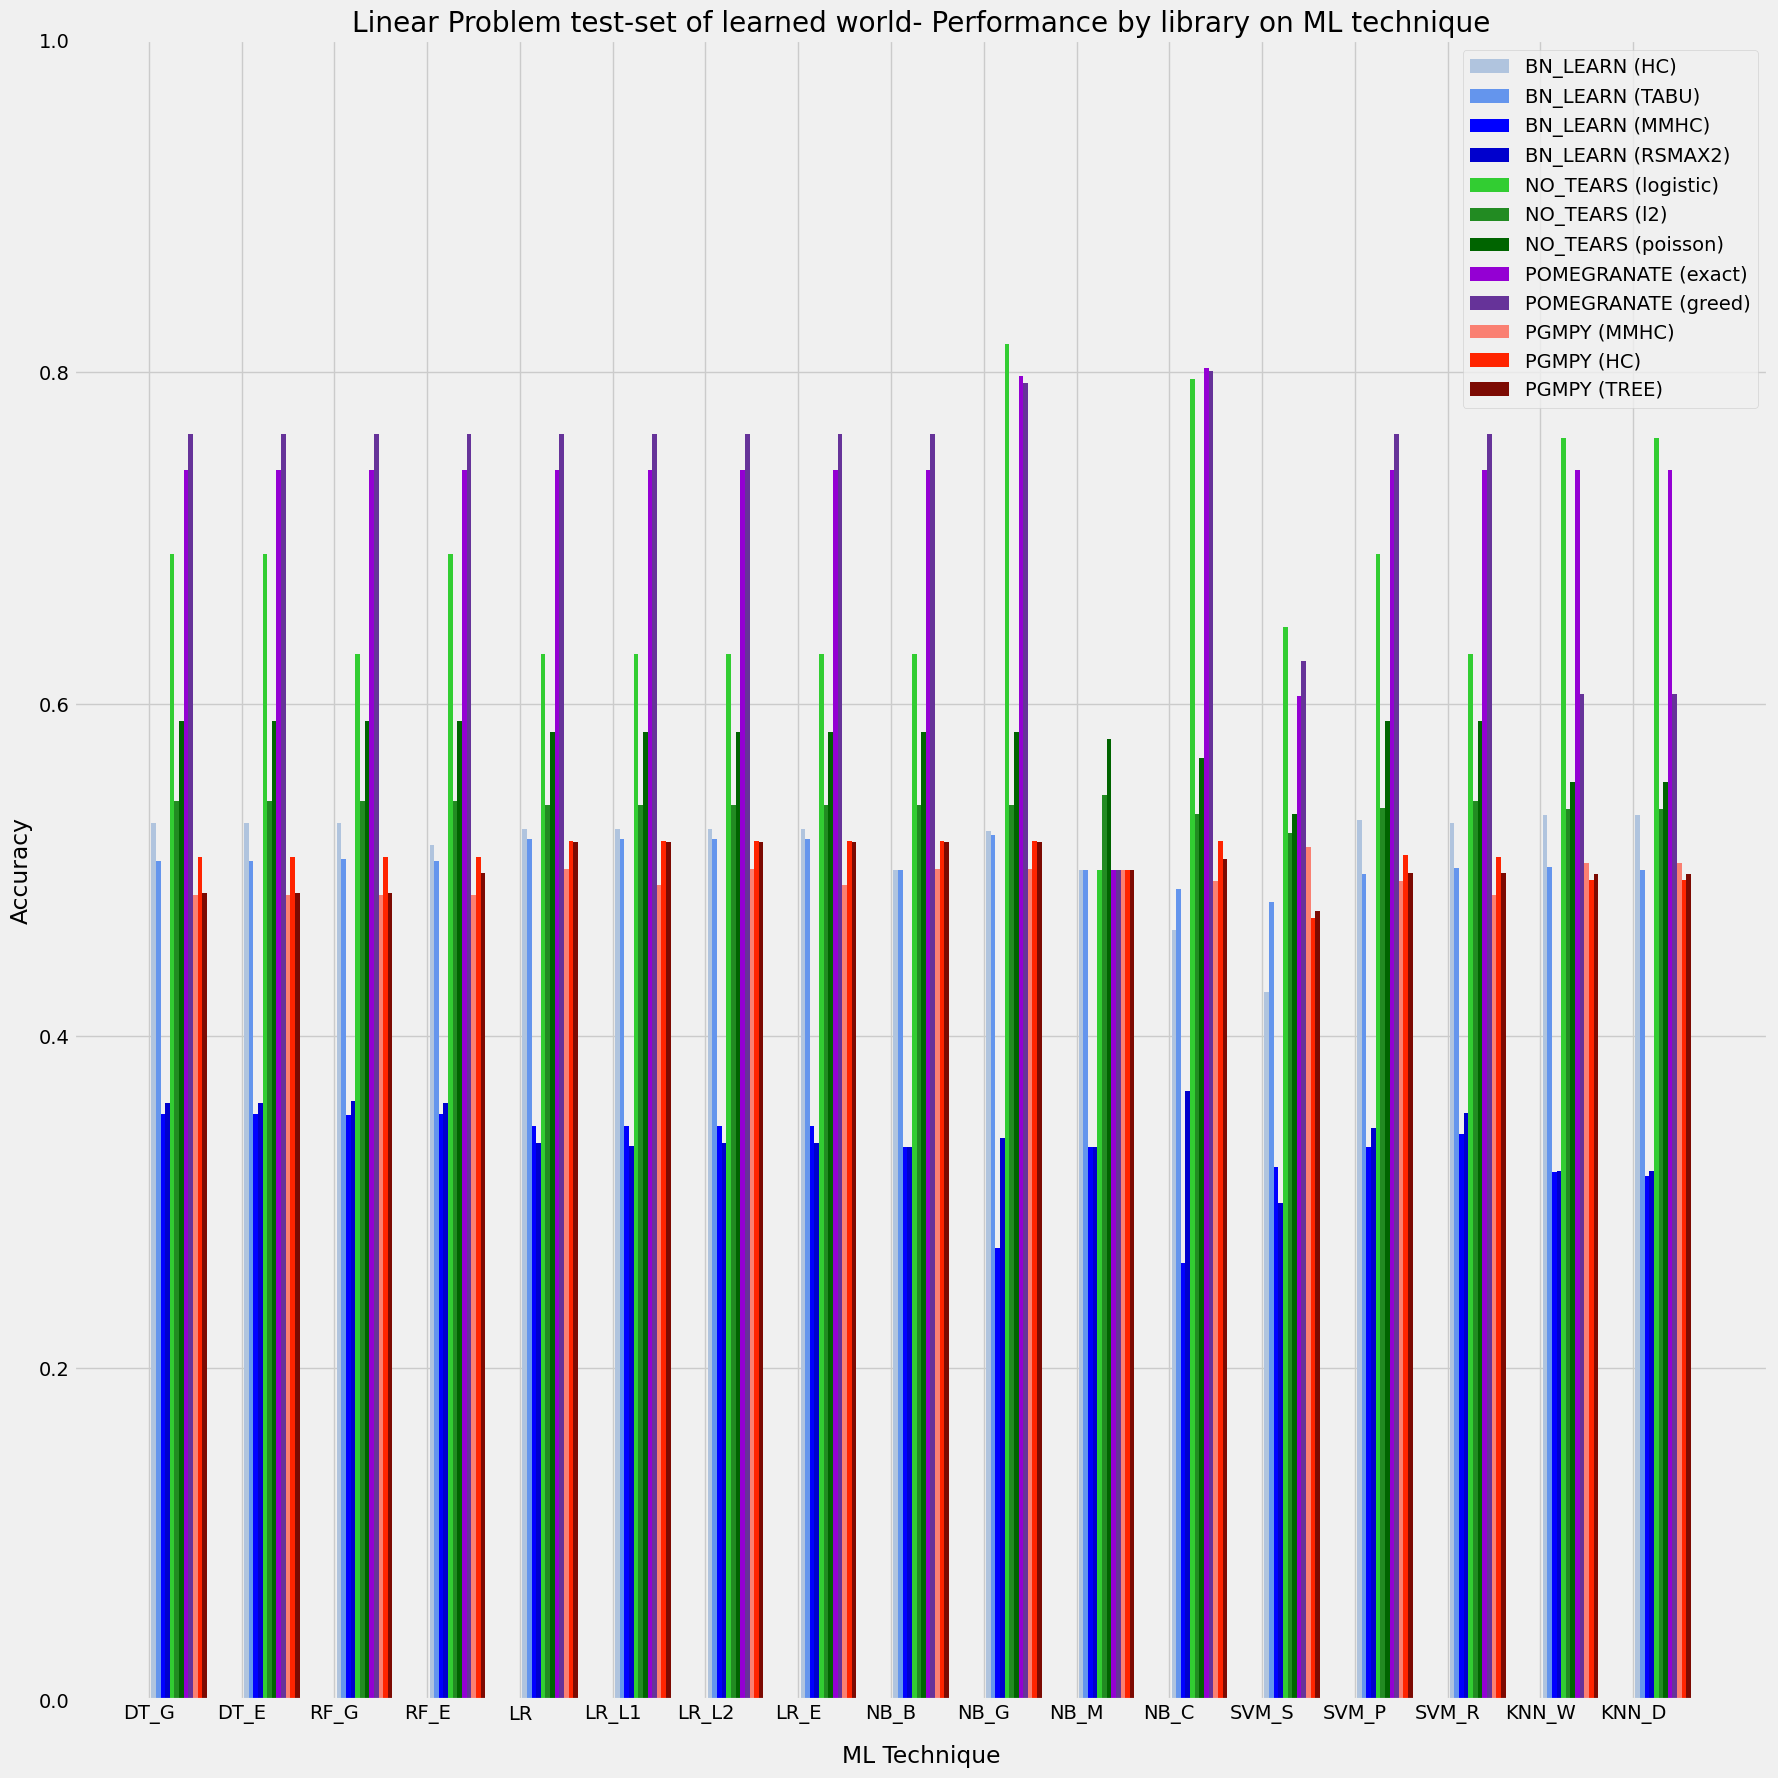 Linear Problem test-set of learned world- Performance by library on ML technique
1.0
0.8
0.6
0.4
0.2
0.0
Accuracy
BN_LEARN (HC)
BN_LEARN (TABU)
BN_LEARN (MMHC)
BN_LEARN (RSMAX2)
NO_TEARS (logistic)
NO_TEARS (l2)
NO_TEARS (poisson)
POMEGRANATE (exact)
POMEGRANATE (greed)
PGMPY (MMHC)
PGMPY (HC)
PGMPY (TREE)
DT_G DT_E RF_G RF_E LR LR_L1 LR_L2 LR_E NB_B NB_G NB_M NB_C SVM_S SVM_P SVM_R KNN_W KNN_D
ML Technique